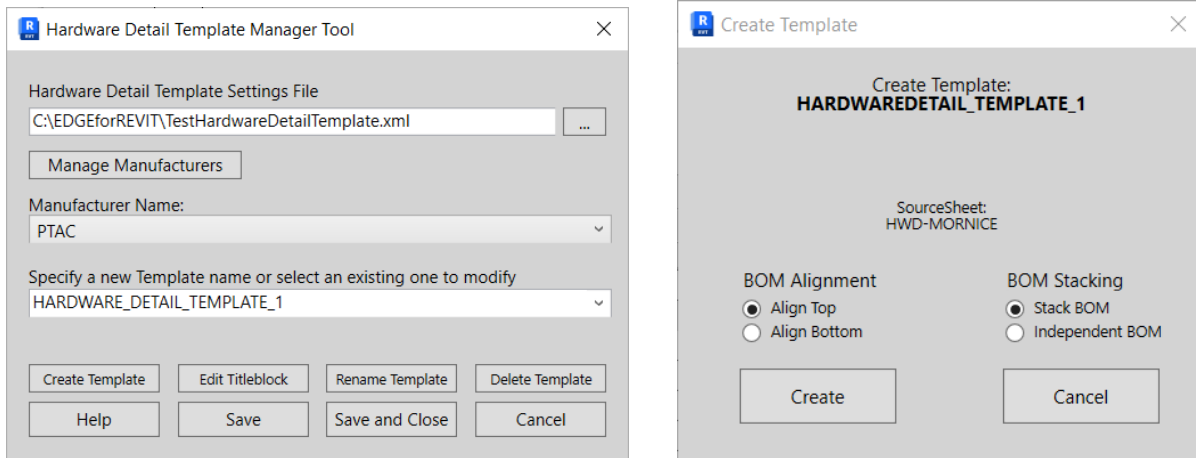 Hardware Detail Template Manager Tool
Hardware Detail Template Settings File
C:\EDGEforREVIT\TestHardwareDetailTemplate.xml
...
Manage Manufacturers
Manufacturer Name:
PTAC
Specify a new Template name or select an existing one to modify
HARDWARE_DETAIL_TEMPLATE_1
Create Template Edit Titleblock Rename Template Delete Template
Help Save Save and Close Cancel
Create Template
Create Template:
HARDWAREDETAIL_TEMPLATE_1
SourceSheet:
HWD-MORNICE
BOM Alignment BOM Stacking
Align Top Stack BOM
Align Bottom Independent BOM
Create Cancel